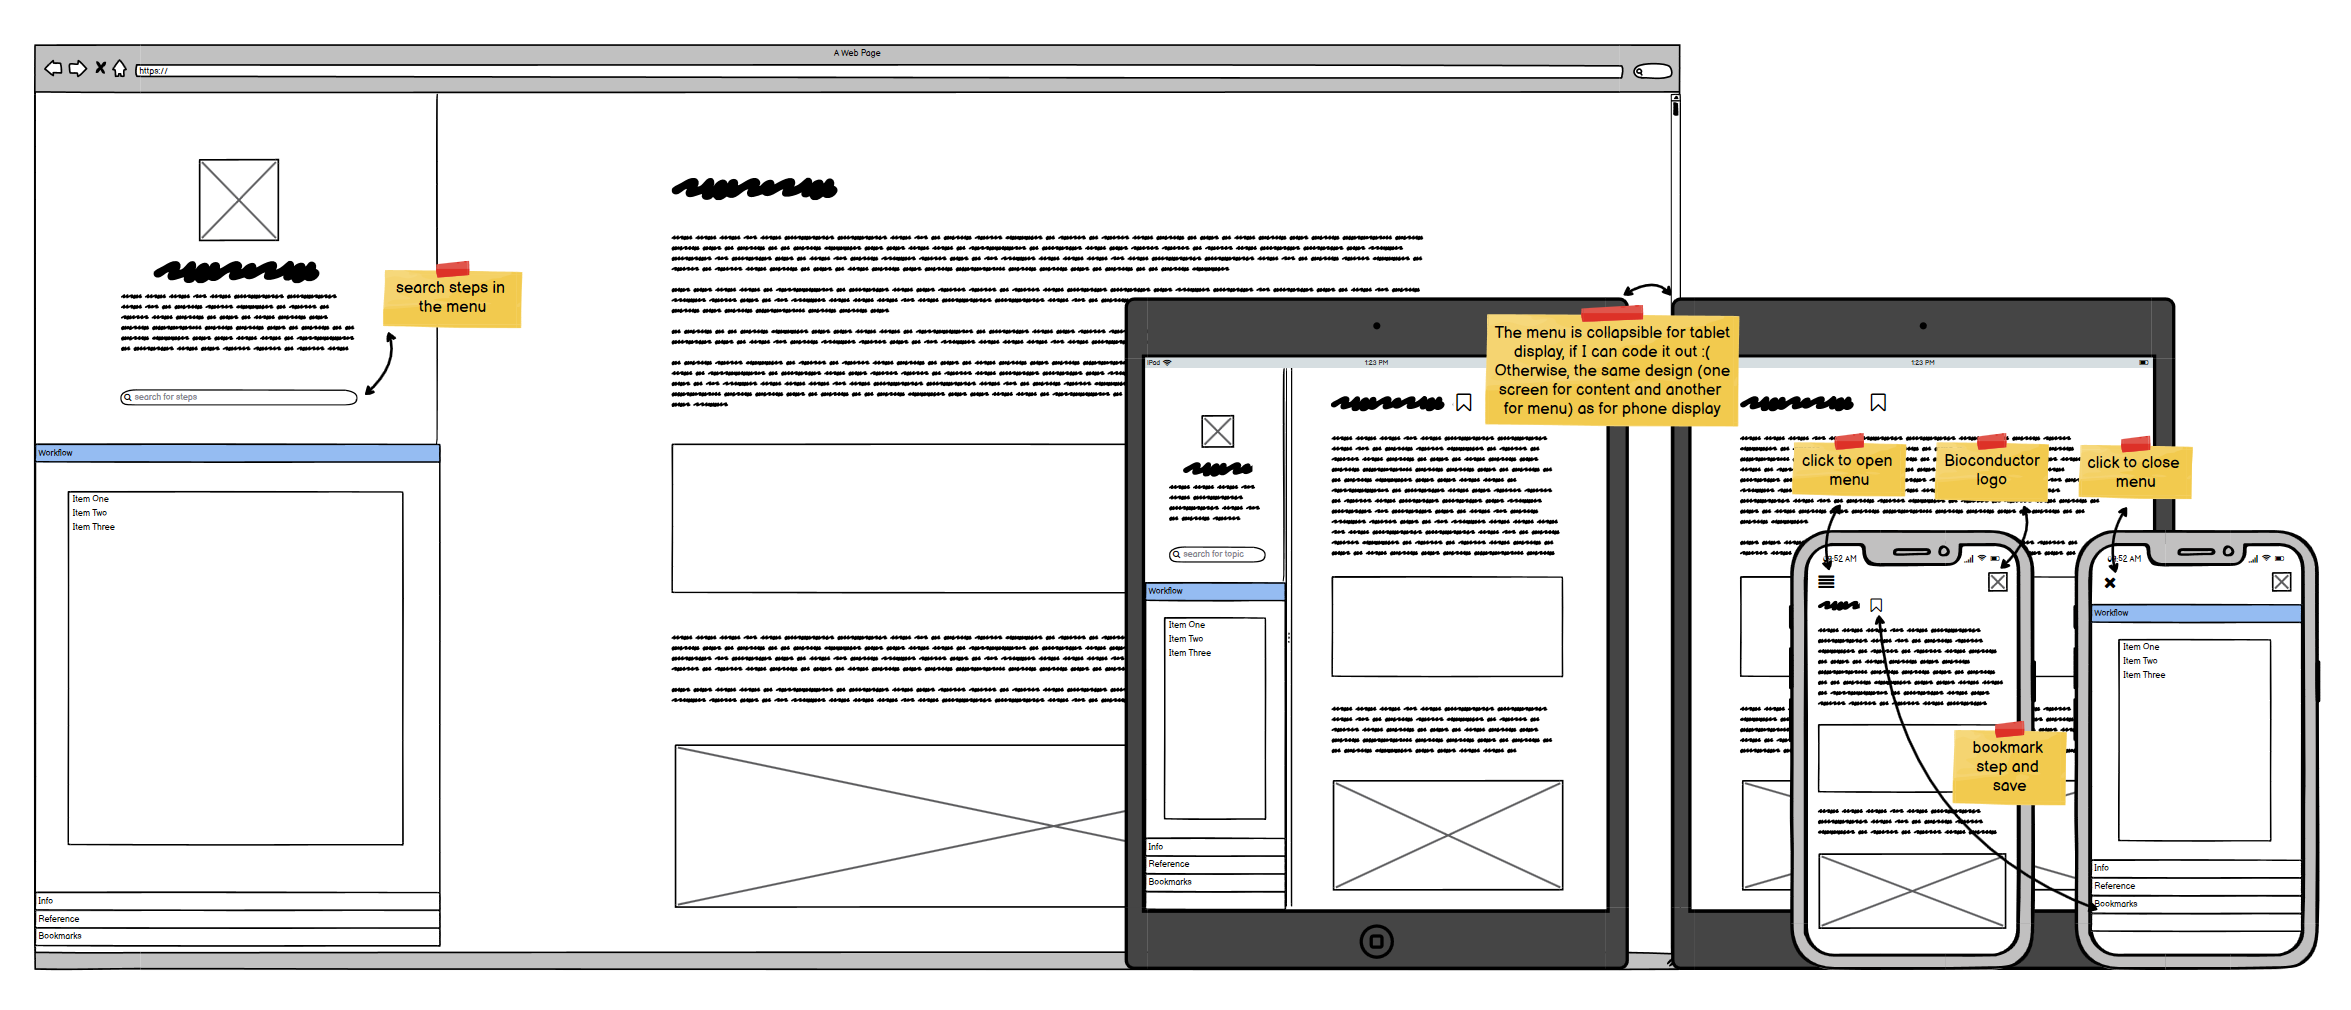 A Web Page
https://
search steps in
the menu
search for steps
Workflow
Item One
Item Two
Item Three
Info
Reference
Bookmarks
The menu is collapsible for tablet
display, if I can code it out :(
Otherwise, the same design (one
screen for content and another
for menu) as for phone display
iPad
1:23 PM
search for topic
Workflow
Item One
Item Two
Item Three
Info
Reference
Bookmarks
1:23 PM
click to open
menu
Bioconductor
logo
click to close
menu
:52 AM
bookmark
step and
save
:52 AM
Workflow
Item One
Item Two
Item Three
Info
Reference
Bookmarks